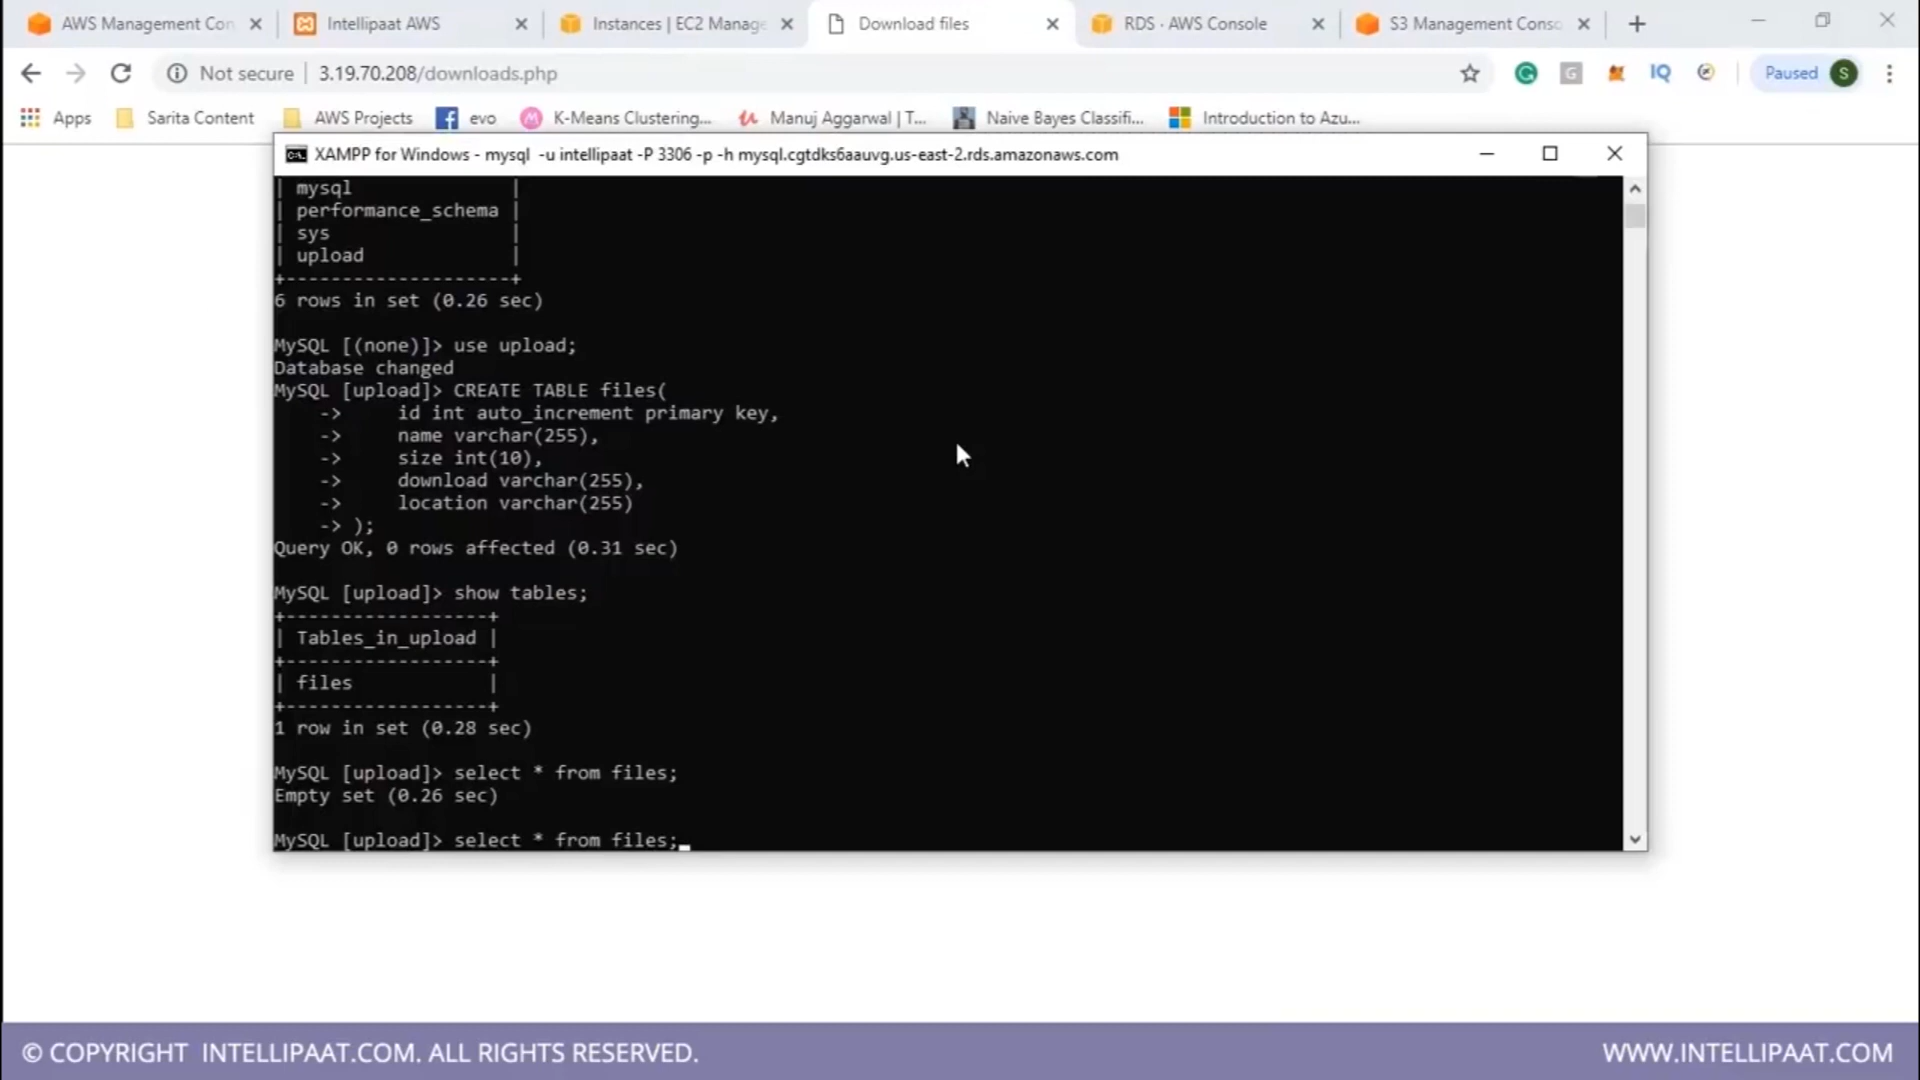 AWS Management Con
Intellipaat AWS
Instances | EC2 Manage
Download files
RDS · AWS Console
S3 Management Conso
Not secure
3.19.70.208/downloads.php
G
G
IQ
Paused
S
Apps
Sarita Content
AWS Projects
evo
K-Means Clustering...
Manuj Aggarwal | T...
Naive Bayes Classifi...
Introduction to Azu...
XAMPP for Windows - mysql -u intellipaat -P 3306 -p -h mysql.cgtdks6aauvg.us-east-2.rds.amazonaws.com
| mysql              |
| performance_schema |
| sys                |
| upload             |
+--------------------+
6 rows in set (0.26 sec)
MySQL [(none)]> use upload;
Database changed
MySQL [upload]> CREATE TABLE files(
    ->     id int auto_increment primary key,
    ->     name varchar(255),
    ->     size int(10),
    ->     download varchar(255),
    ->     location varchar(255)
    -> );
Query OK, 0 rows affected (0.31 sec)
MySQL [upload]> show tables;
+------------------+
| Tables_in_upload |
+------------------+
| files            |
+------------------+
1 row in set (0.28 sec)
MySQL [upload]> select * from files;
Empty set (0.26 sec)
MySQL [upload]> select * from files;
© COPYRIGHT INTELLIPAAT.COM. ALL RIGHTS RESERVED.
WWW.INTELLIPAAT.COM